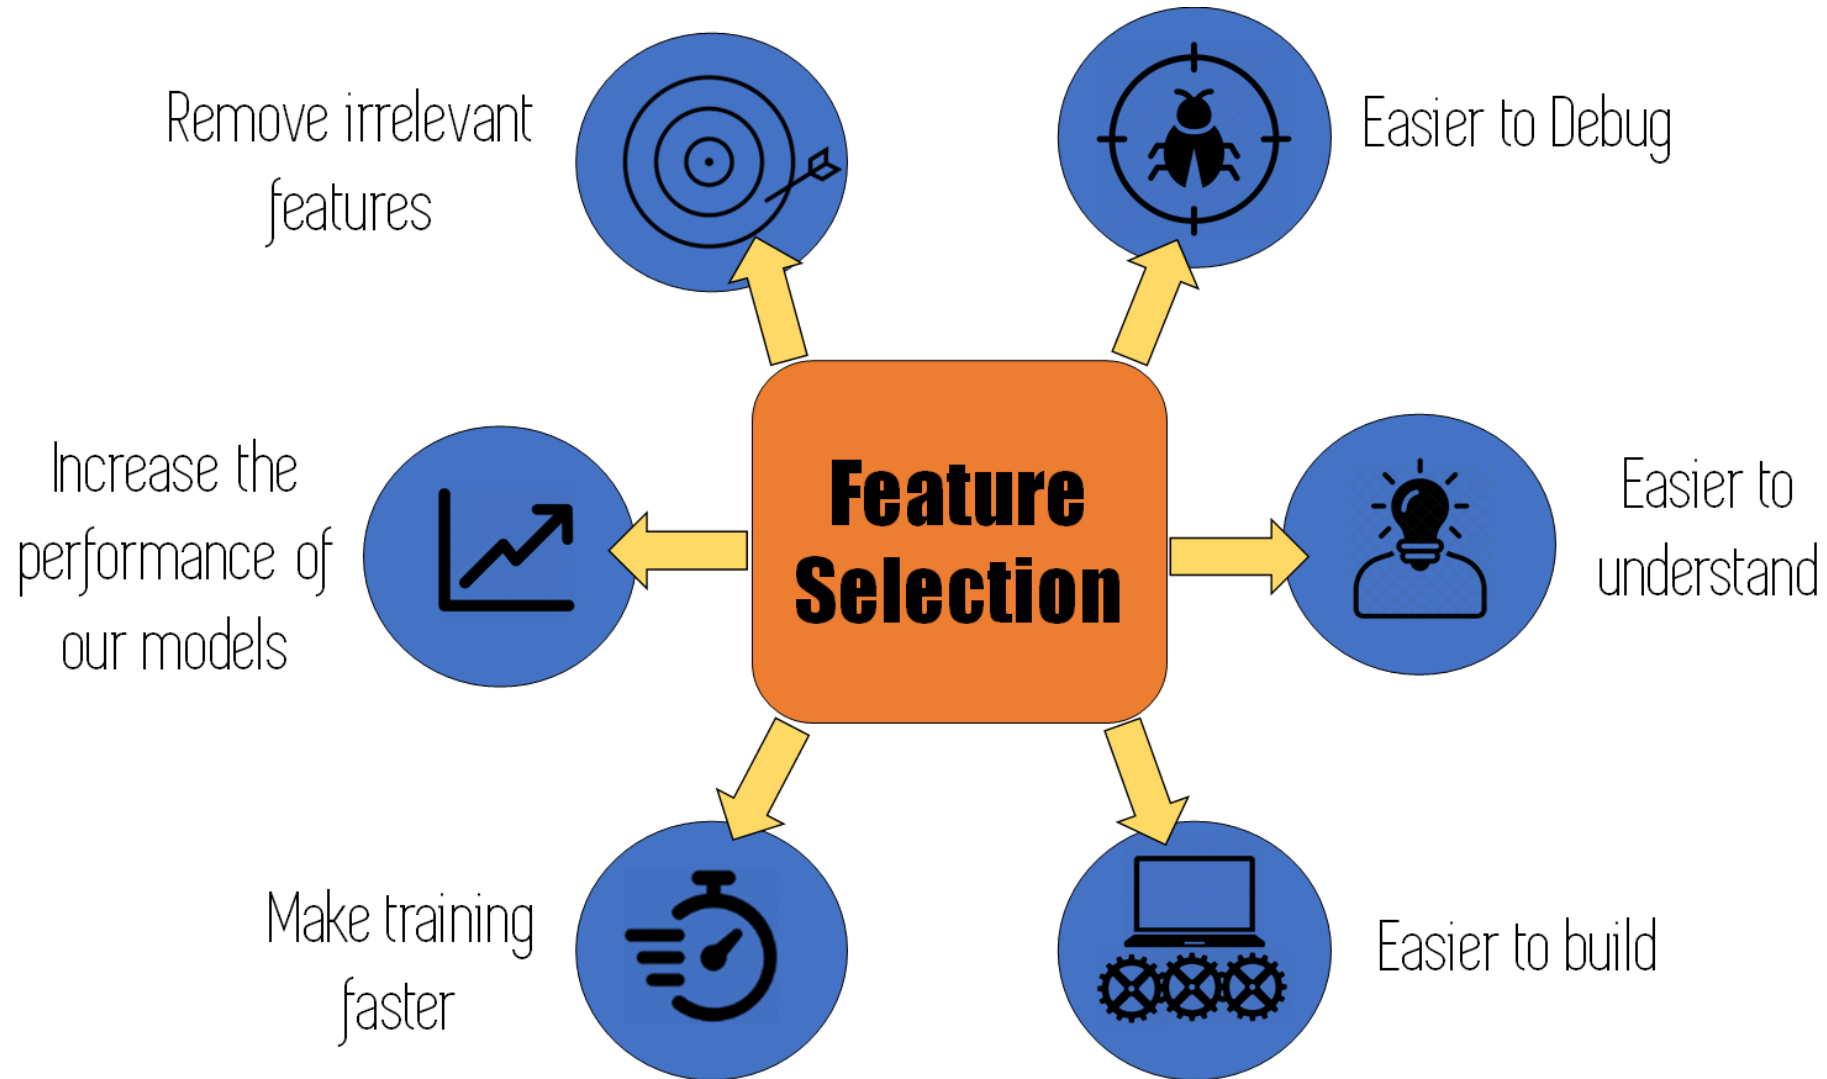 Remove irrelevant
features
Easier to Debug
Increase the
performance of
our models
Feature
Selection
Easier to
understand
Make training
faster
Easier to build